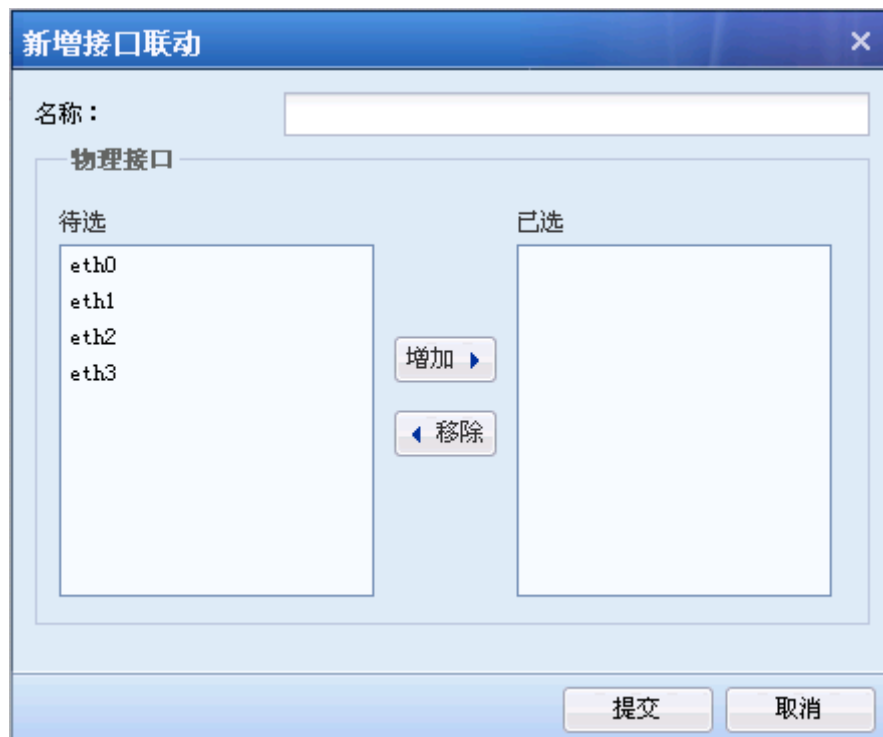 新增接口联动
名称：
物理接口
待选
已选
eth0
eth1
eth2
eth3
增加
移除
提交
取消